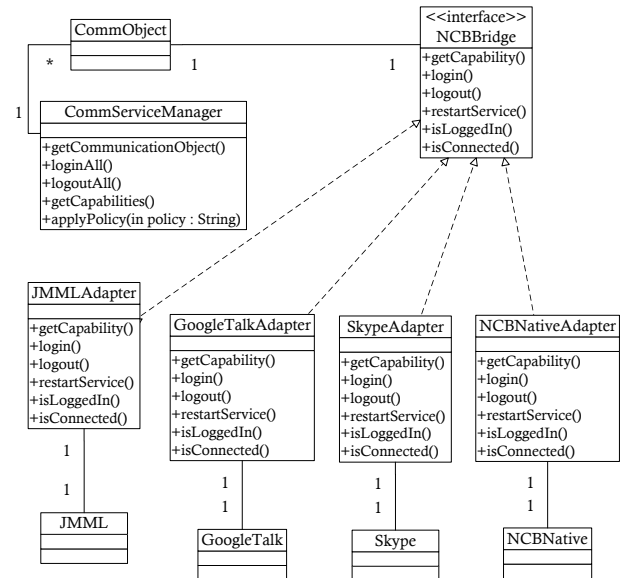 CommObject
<<interface>>
NCBBridge
+getCapability()
+login()
+logout()
+restartService()
+isLoggedIn()
+isConnected()
*
1
1
1
CommServiceManager
+getCommunicationObject()
+loginAll()
+logoutAll()
+getCapabilities()
+applyPolicy(in policy : String)
JMMLAdapter
+getCapability()
+login()
+logout()
+restartService()
+isLoggedIn()
+isConnected()
1
1
JMML
GoogleTalkAdapter
+getCapability()
+login()
+logout()
+restartService()
+isLoggedIn()
+isConnected()
1
1
GoogleTalk
SkypeAdapter
+getCapability()
+login()
+logout()
+restartService()
+isLoggedIn()
+isConnected()
1
1
Skype
NCBNativeAdapter
+getCapability()
+login()
+logout()
+restartService()
+isLoggedIn()
+isConnected()
1
1
NCBNative